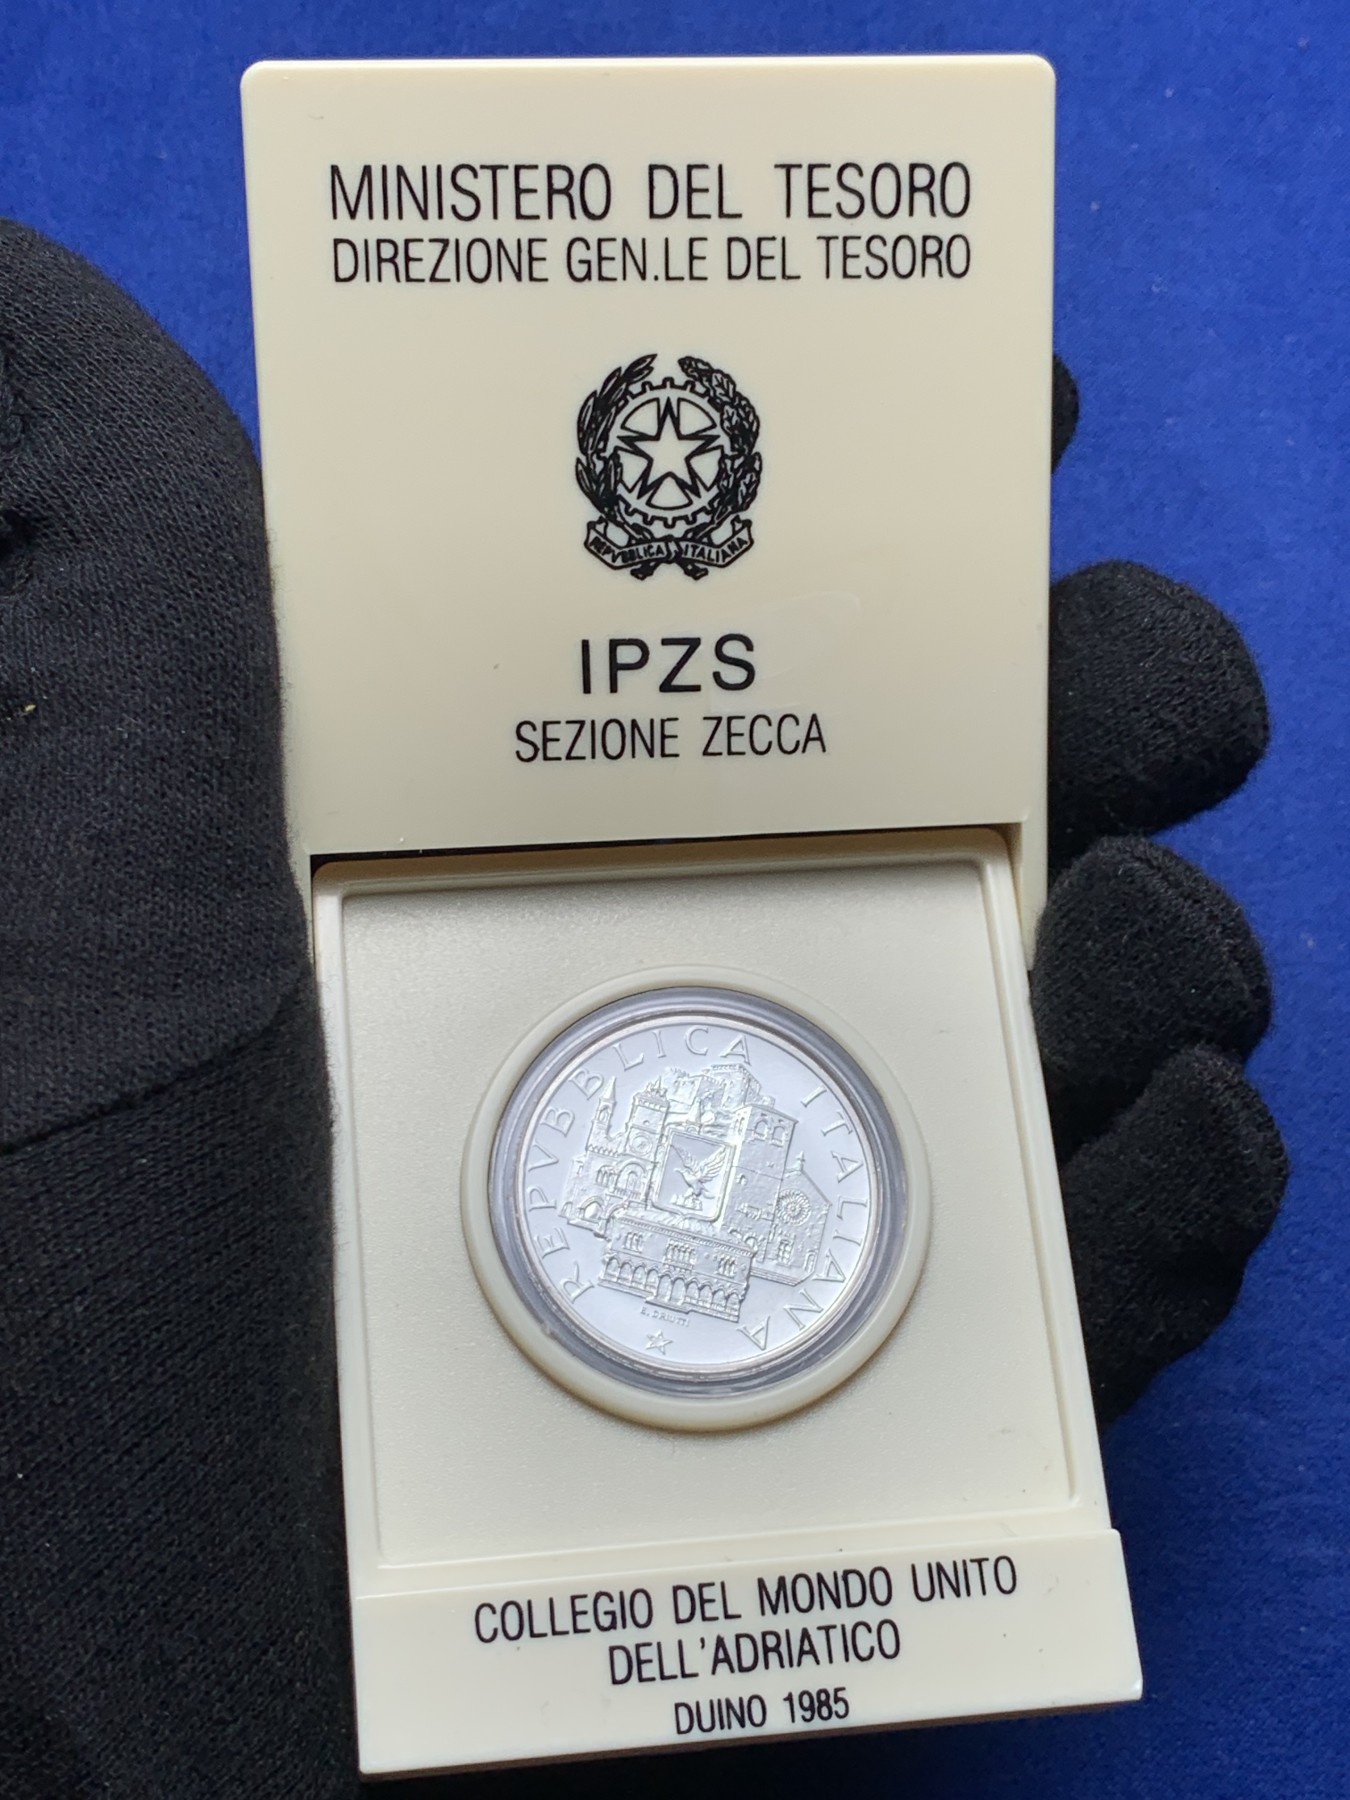 MINISTERO DEL TESORO
DIREZIONE GEN.LE DEL TESORO
REPVBBLICA ITALIANA
IPZS
SEZIONE ZECCA
REPVBBLICA ITALIANA
E. DRIUTTI
COLLEGIO DEL MONDO UNITO
DELL'ADRIATICO
DUINO 1985